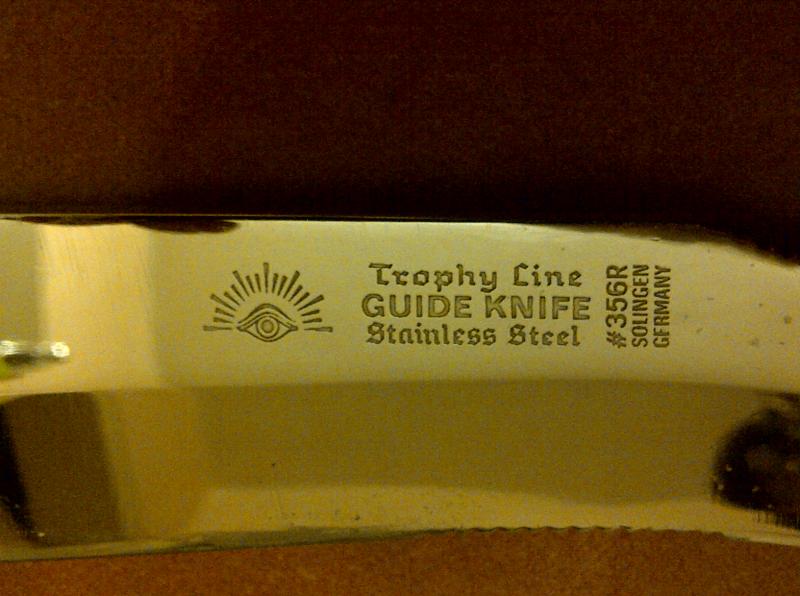 Trophy Line
GUIDE KNIFE
Stainless Steel
#356R
SOLINGEN
GERMANY